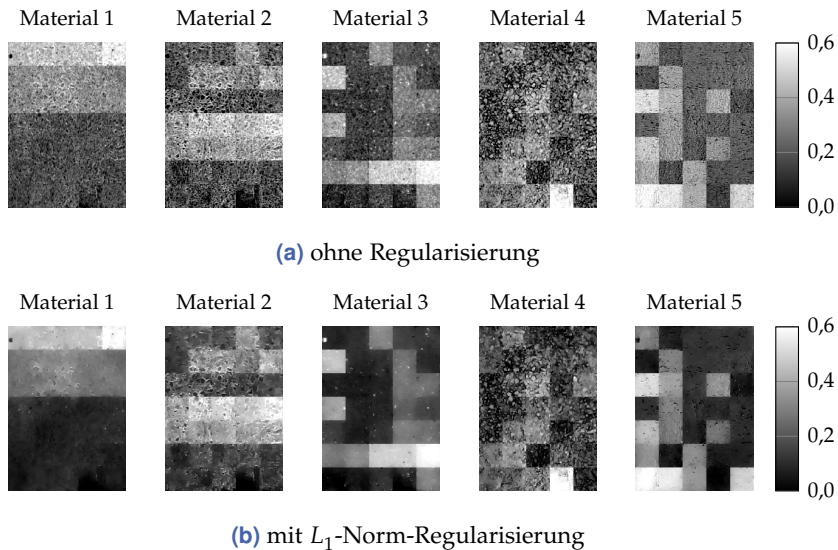 Material 1 Material 2 Material 3 Material 4 Material 5
0,6
0,4
0,2
0,0
(a) ohne Regularisierung
Material 1 Material 2 Material 3 Material 4 Material 5
0,6
0,4
0,2
0,0
(b) mit L₁-Norm-Regularisierung